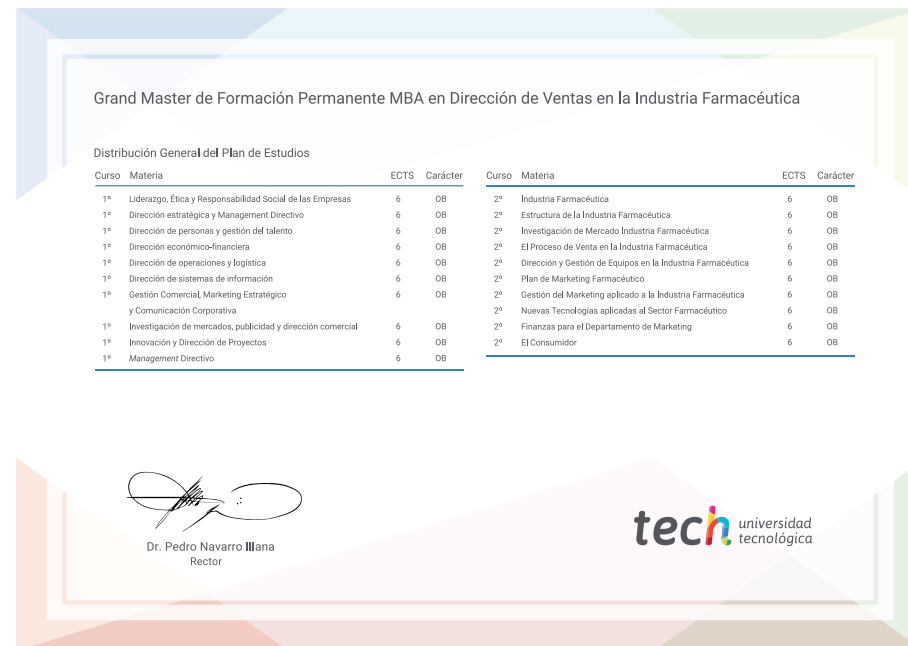 Grand Master de Formación Permanente MBA en Dirección de Ventas en la Industria Farmacéutica
Distribución General del Plan de Estudios
Curso Materia ECTS Carácter
1º Liderazgo, Ética y Responsabilidad Social de las Empresas 6 OB
1º Dirección estratégica y Management Directivo 6 OB
1º Dirección de personas y gestión del talento 6 OB
1º Dirección económico-financiera 6 OB
1º Dirección de operaciones y logística 6 OB
1º Dirección de sistemas de información 6 OB
1º Gestión Comercial, Marketing Estratégico 6 OB
y Comunicación Corporativa
1º Investigación de mercados, publicidad y dirección comercial 6 OB
1º Innovación y Dirección de Proyectos 6 OB
1º Management Directivo 6 OB
Curso Materia ECTS Carácter
2º Industria Farmacéutica 6 OB
2º Estructura de la Industria Farmacéutica 6 OB
2º Investigación de Mercado Industria Farmacéutica 6 OB
2º El Proceso de Venta en la Industria Farmacéutica 6 OB
2º Dirección y Gestión de Equipos en la Industria Farmacéutica 6 OB
2º Plan de Marketing Farmacéutico 6 OB
2º Gestión del Marketing aplicado a la Industria Farmacéutica 6 OB
2º Nuevas Tecnologías aplicadas al Sector Farmacéutico 6 OB
2º Finanzas para el Departamento de Marketing 6 OB
2º El Consumidor 6 OB
Dr. Pedro Navarro Illana
Rector
tech universidad
tecnológica